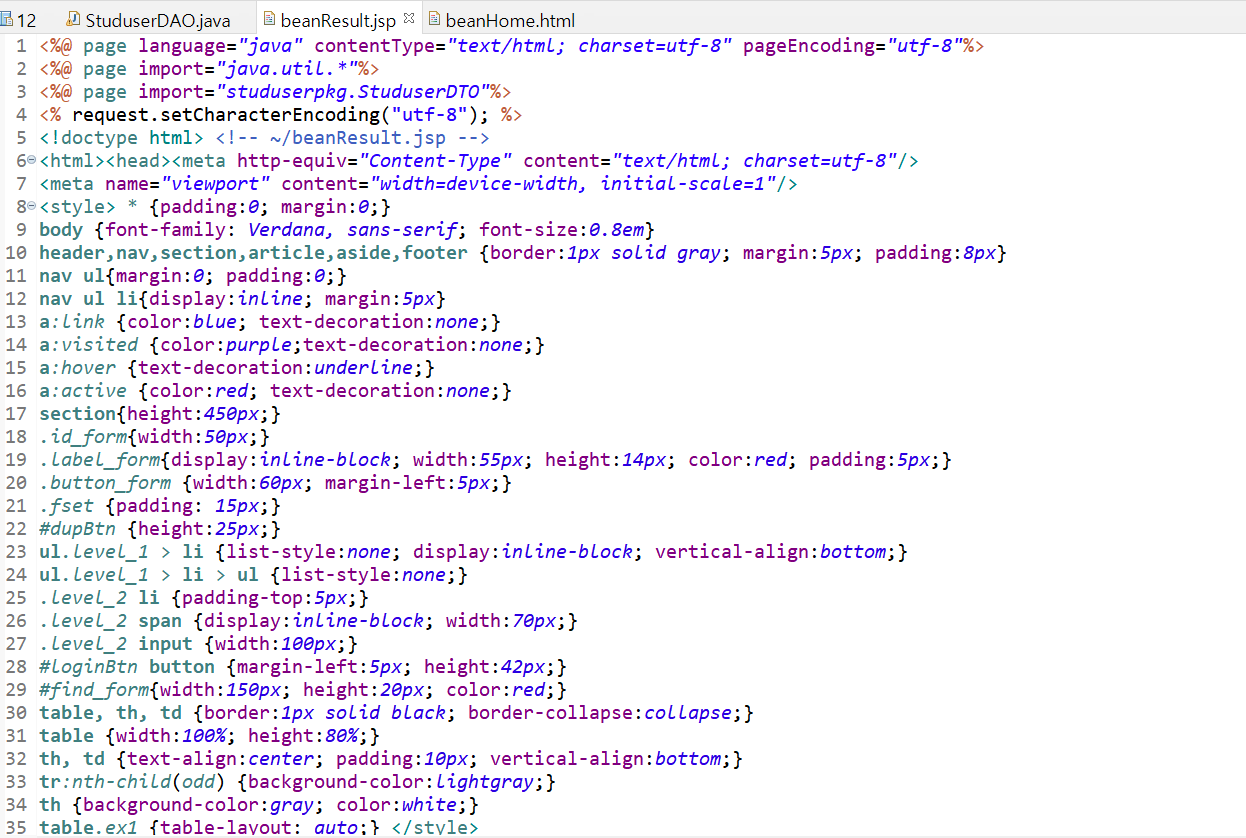 12 StuduserDAO.java beanResult.jsp beanHome.html
1 <%@ page language="java" contentType="text/html; charset=utf-8" pageEncoding="utf-8"%>
2 <%@ page import="java.util.*"%>
3 <%@ page import="studuserpkg.StuduserDTO"%>
4 <% request.setCharacterEncoding("utf-8"); %>
5 <!doctype html> <!-- ~/beanResult.jsp -->
6 <html><head><meta http-equiv="Content-Type" content="text/html; charset=utf-8"/>
7 <meta name="viewport" content="width=device-width, initial-scale=1"/>
8 <style> * {padding:0; margin:0;}
9 body {font-family: Verdana, sans-serif; font-size:0.8em}
10 header,nav,section,article,aside,footer {border:1px solid gray; margin:5px; padding:8px}
11 nav ul{margin:0; padding:0;}
12 nav ul li{display:inline; margin:5px}
13 a:link {color:blue; text-decoration:none;}
14 a:visited {color:purple;text-decoration:none;}
15 a:hover {text-decoration:underline;}
16 a:active {color:red; text-decoration:none;}
17 section{height:450px;}
18 .id_form{width:50px;}
19 .label_form{display:inline-block; width:55px; height:14px; color:red; padding:5px;}
20 .button_form {width:60px; margin-left:5px;}
21 .fset {padding: 15px;}
22 #dupBtn {height:25px;}
23 ul.level_1 > li {list-style:none; display:inline-block; vertical-align:bottom;}
24 ul.level_1 > li > ul {list-style:none;}
25 .level_2 li {padding-top:5px;}
26 .level_2 span {display:inline-block; width:70px;}
27 .level_2 input {width:100px;}
28 #loginBtn button {margin-left:5px; height:42px;}
29 #find_form{width:150px; height:20px; color:red;}
30 table, th, td {border:1px solid black; border-collapse:collapse;}
31 table {width:100%; height:80%;}
32 th, td {text-align:center; padding:10px; vertical-align:bottom;}
33 tr:nth-child(odd) {background-color:lightgray;}
34 th {background-color:gray; color:white;}
35 table.ex1 {table-layout: auto;} </style>